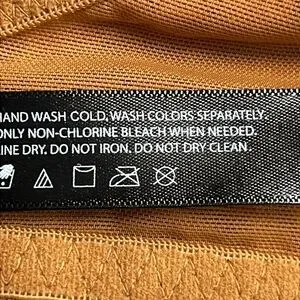 HAND WASH COLD, WASH COLORS SEPARATELY.
ONLY NON-CHLORINE BLEACH WHEN NEEDED.
LINE DRY. DO NOT IRON. DO NOT DRY CLEAN.